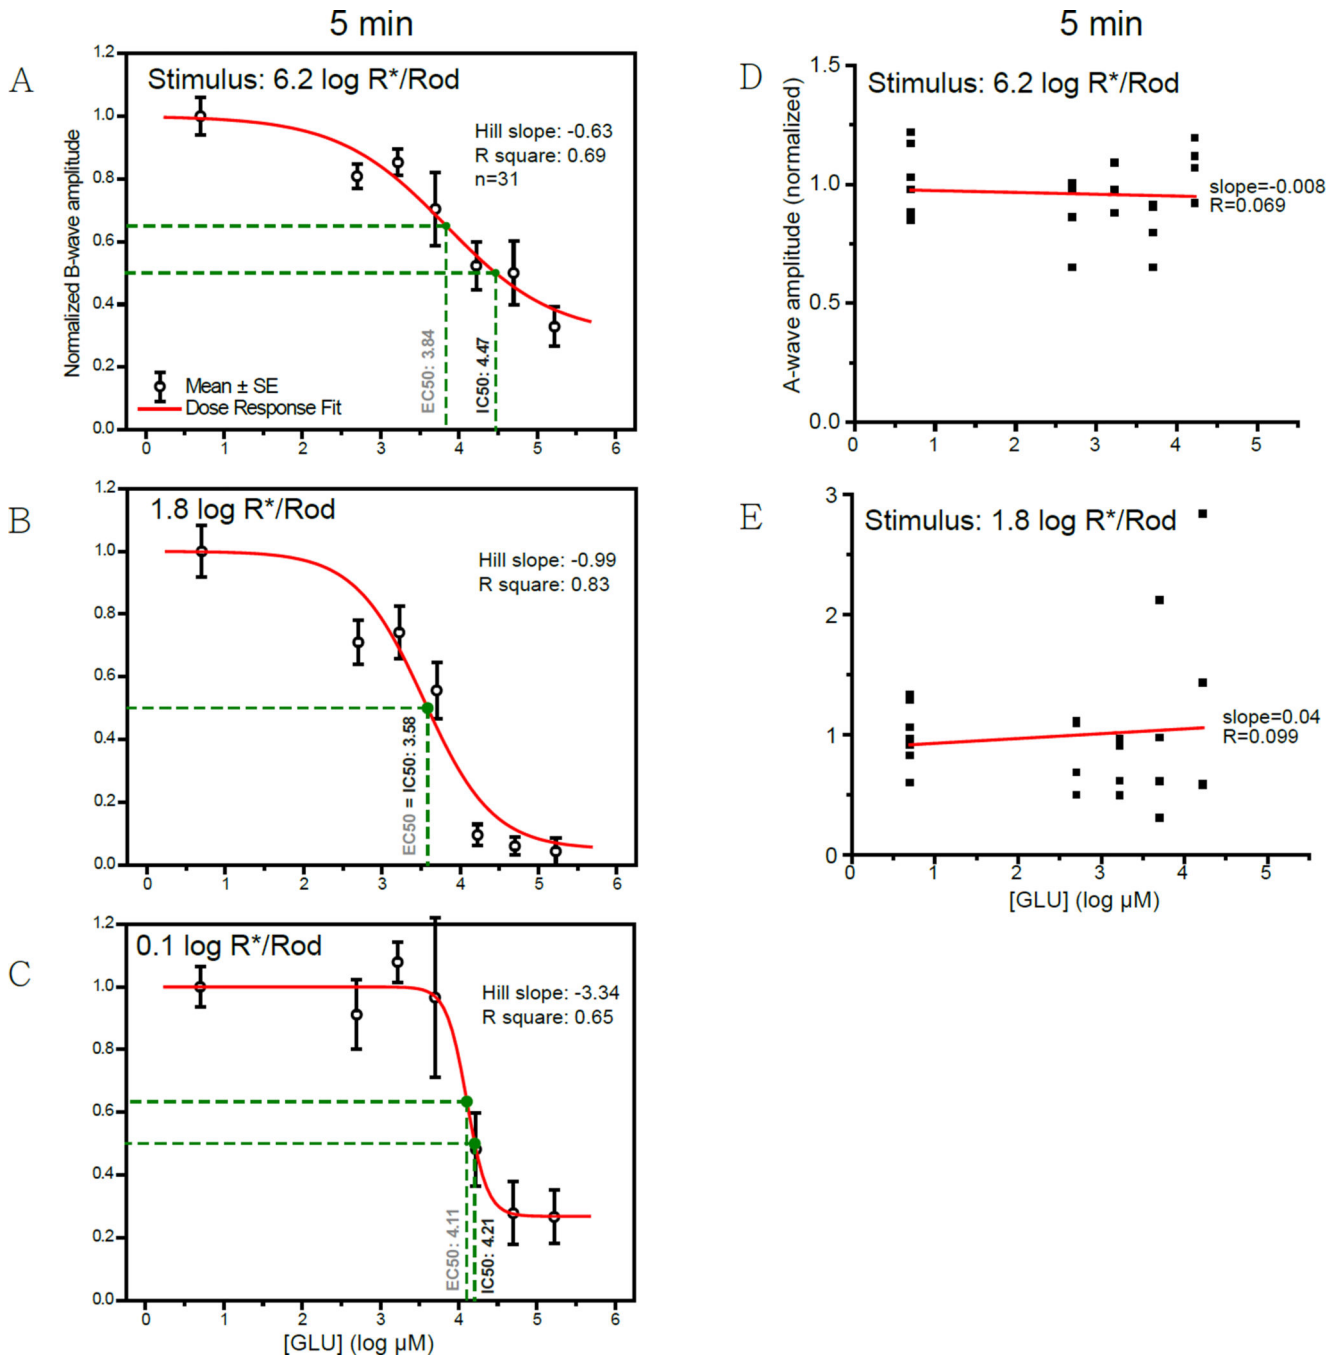 5 min
A
Stimulus: 6.2 log R*/Rod
Hill slope: -0.63
R square: 0.69
n=31
Normalized B-wave amplitude
1.2
1.0
0.8
0.6
0.4
0.2
0.0
EC50: 3.84
IC50: 4.47
Mean ± SE
Dose Response Fit
0 1 2 3 4 5 6
B
1.8 log R*/Rod
Hill slope: -0.99
R square: 0.83
1.2
1.0
0.8
0.6
0.4
0.2
0.0
EC50 = IC50: 3.58
0 1 2 3 4 5 6
C
0.1 log R*/Rod
Hill slope: -3.34
R square: 0.65
1.2
1.0
0.8
0.6
0.4
0.2
0.0
EC50: 4.11
IC50: 4.21
0 1 2 3 4 5 6
[GLU] (log µM)
5 min
D
Stimulus: 6.2 log R*/Rod
A-wave amplitude (normalized)
1.5
1.0
0.5
0.0
slope=-0.008
R=0.069
0 1 2 3 4 5
E
Stimulus: 1.8 log R*/Rod
3
2
1
0
slope=0.04
R=0.099
0 1 2 3 4 5
[GLU] (log µM)